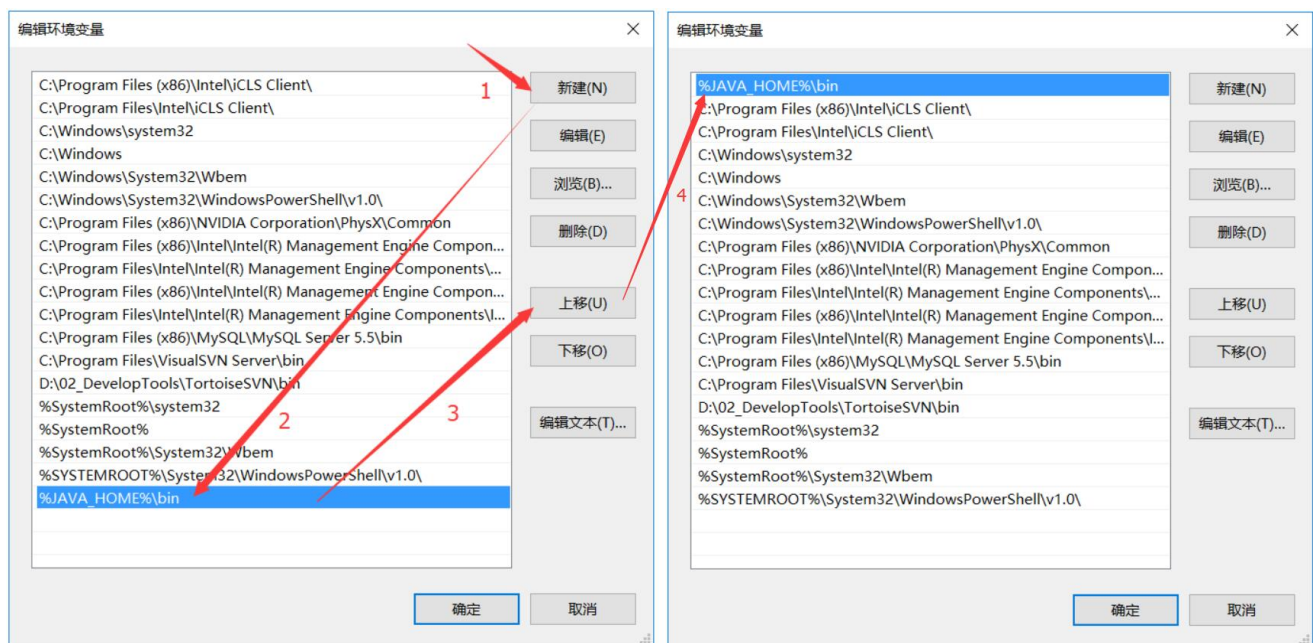 编辑环境变量
C:\Program Files (x86)\Intel\iCLS Client\
C:\Program Files\Intel\iCLS Client\
C:\Windows\system32
C:\Windows
C:\Windows\System32\Wbem
C:\Windows\System32\WindowsPowerShell\v1.0\
C:\Program Files (x86)\NVIDIA Corporation\PhysX\Common
C:\Program Files (x86)\Intel\Intel(R) Management Engine Compon...
C:\Program Files\Intel\Intel(R) Management Engine Components\...
C:\Program Files (x86)\Intel\Intel(R) Management Engine Compon...
C:\Program Files\Intel\Intel(R) Management Engine Components\I...
C:\Program Files (x86)\MySQL\MySQL Server 5.5\bin
C:\Program Files\VisualSVN Server\bin
D:\02_DevelopTools\TortoiseSVN\bin
%SystemRoot%\system32
%SystemRoot%
%SystemRoot%\System32\Wbem
%SYSTEMROOT%\System32\WindowsPowerShell\v1.0\
%JAVA_HOME%\bin
1
2
3
新建(N)
编辑(E)
浏览(B)...
删除(D)
上移(U)
下移(O)
编辑文本(T)...
确定
取消
4
编辑环境变量
%JAVA_HOME%\bin
C:\Program Files (x86)\Intel\iCLS Client\
C:\Program Files\Intel\iCLS Client\
C:\Windows\system32
C:\Windows
C:\Windows\System32\Wbem
C:\Windows\System32\WindowsPowerShell\v1.0\
C:\Program Files (x86)\NVIDIA Corporation\PhysX\Common
C:\Program Files (x86)\Intel\Intel(R) Management Engine Compon...
C:\Program Files\Intel\Intel(R) Management Engine Components\...
C:\Program Files (x86)\Intel\Intel(R) Management Engine Compon...
C:\Program Files\Intel\Intel(R) Management Engine Components\I...
C:\Program Files (x86)\MySQL\MySQL Server 5.5\bin
C:\Program Files\VisualSVN Server\bin
D:\02_DevelopTools\TortoiseSVN\bin
%SystemRoot%\system32
%SystemRoot%
%SystemRoot%\System32\Wbem
%SYSTEMROOT%\System32\WindowsPowerShell\v1.0\
新建(N)
编辑(E)
浏览(B)...
删除(D)
上移(U)
下移(O)
编辑文本(T)...
确定
取消